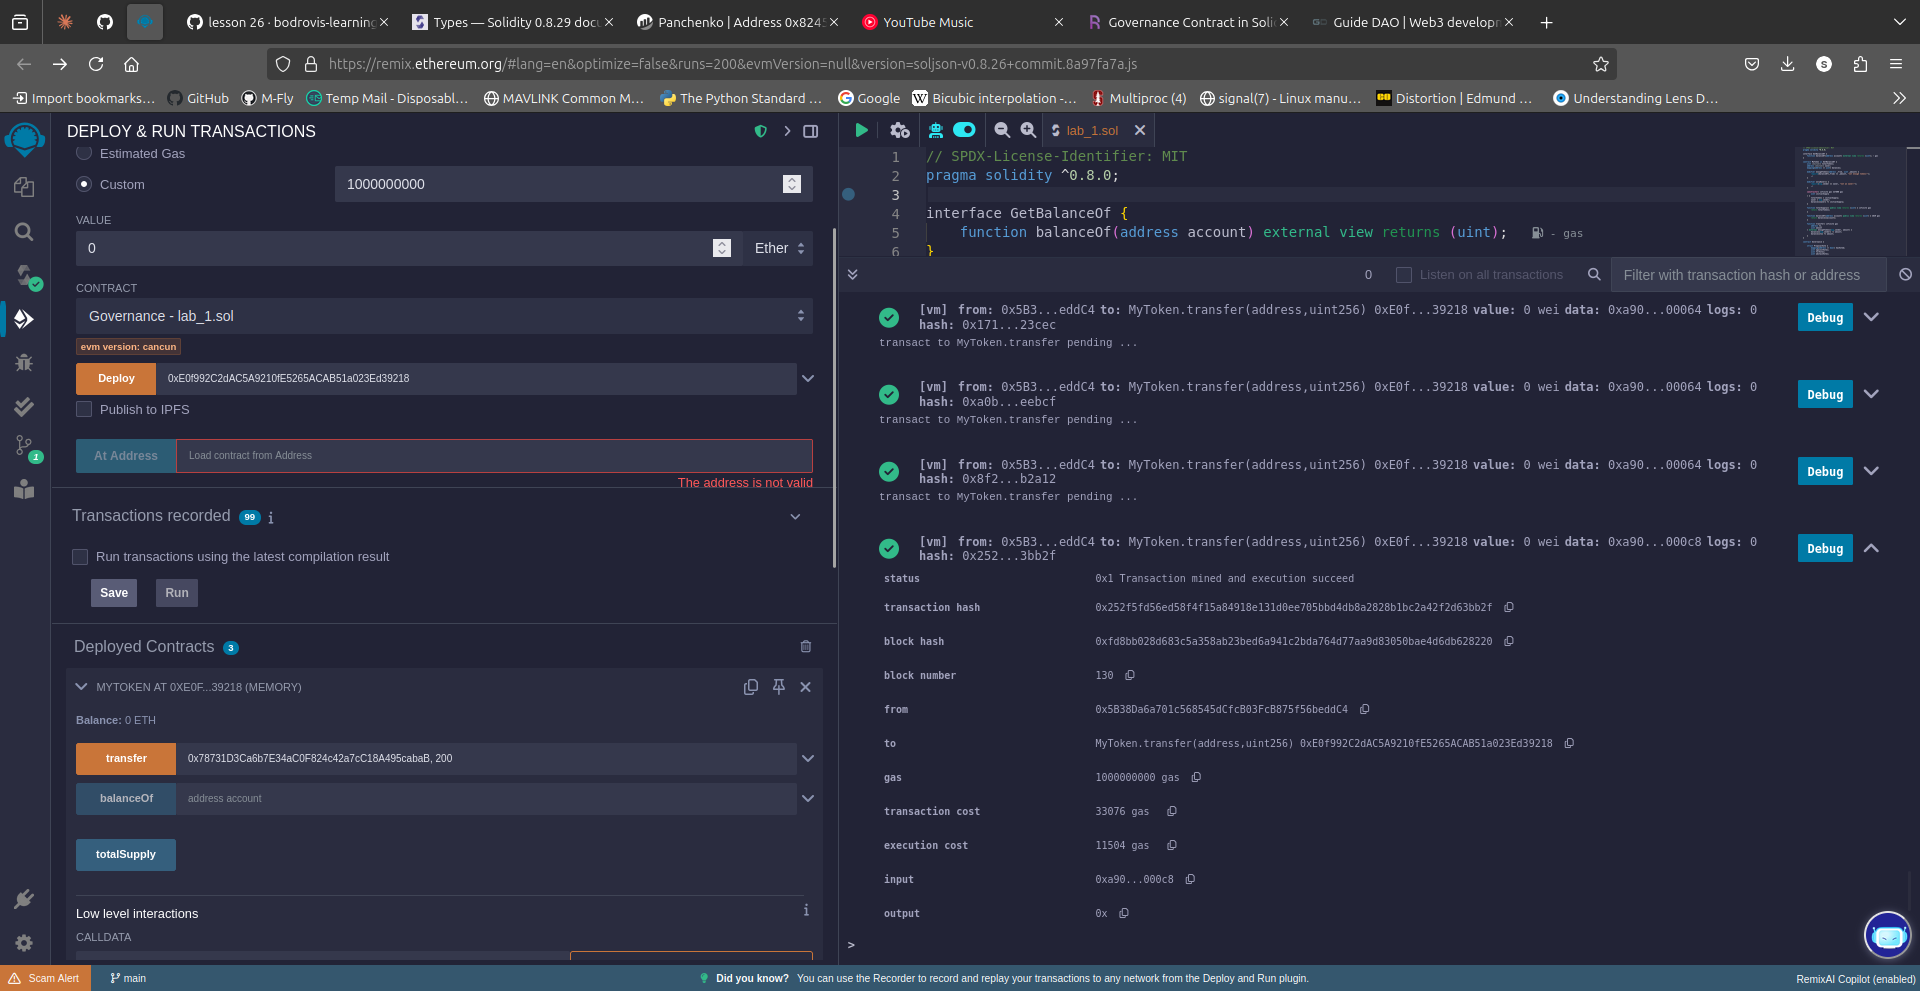 lesson 26 · bodrovis-learning
Types — Solidity 0.8.29 docu
Panchenko | Address 0x8245
YouTube Music
Governance Contract in Soli
Guide DAO | Web3 developm
https://remix.ethereum.org/#lang=en&optimize=false&runs=200&evmVersion=null&version=soljson-v0.8.26+commit.8a97fa7a.js
S
Import bookmarks...
GitHub
M-Fly
Temp Mail - Disposabl...
MAVLINK Common M...
The Python Standard ...
Google
Bicubic interpolation -...
Multiproc (4)
signal(7) - Linux manu...
Distortion | Edmund ...
Understanding Lens D...
DEPLOY & RUN TRANSACTIONS
Estimated Gas
Custom
1000000000
VALUE
0
Ether
CONTRACT
Governance - lab_1.sol
evm version: cancun
Deploy
0xE0f992C2dAC5A9210fE5265ACAB51a023Ed39218
Publish to IPFS
At Address
Load contract from Address
The address is not valid
Transactions recorded
99
Run transactions using the latest compilation result
Save
Run
Deployed Contracts
3
MYTOKEN AT 0XE0F...39218 (MEMORY)
Balance: 0 ETH
transfer
0x78731D3Ca6b7E34aC0F824c42a7cC18A495cabaB, 200
balanceOf
address account
totalSupply
Low level interactions
CALLDATA
1
lab_1.sol
1 // SPDX-License-Identifier: MIT
2 pragma solidity ^0.8.0;
3
4 interface GetBalanceOf {
5 function balanceOf(address account) external view returns (uint); - gas
6 }
0
Listen on all transactions
Filter with transaction hash or address
[vm] from: 0x5B3...eddC4 to: MyToken.transfer(address,uint256) 0xE0f...39218 value: 0 wei data: 0xa90...00064 logs: 0
hash: 0x171...23cec
Debug
transact to MyToken.transfer pending ...
[vm] from: 0x5B3...eddC4 to: MyToken.transfer(address,uint256) 0xE0f...39218 value: 0 wei data: 0xa90...00064 logs: 0
hash: 0xa0b...eebcf
Debug
transact to MyToken.transfer pending ...
[vm] from: 0x5B3...eddC4 to: MyToken.transfer(address,uint256) 0xE0f...39218 value: 0 wei data: 0xa90...00064 logs: 0
hash: 0x8f2...b2a12
Debug
transact to MyToken.transfer pending ...
[vm] from: 0x5B3...eddC4 to: MyToken.transfer(address,uint256) 0xE0f...39218 value: 0 wei data: 0xa90...000c8 logs: 0
hash: 0x252...3bb2f
Debug
status 0x1 Transaction mined and execution succeed
transaction hash 0x252f5fd56ed58f4f15a84918e131d0ee705bbd4db8a2828b1bc2a42f2d63bb2f
block hash 0xfd8bb028d683c5a358ab23bed6a941c2bda764d77aa9d83050bae4d6db628220
block number 130
from 0x5B38Da6a701c568545dCfcB03FcB875f56beddC4
to MyToken.transfer(address,uint256) 0xE0f992C2dAC5A9210fE5265ACAB51a023Ed39218
gas 1000000000 gas
transaction cost 33076 gas
execution cost 11504 gas
input 0xa90...000c8
output 0x
>
Scam Alert
main
Did you know? You can use the Recorder to record and replay your transactions to any network from the Deploy and Run plugin.
RemixAI Copilot (enabled)